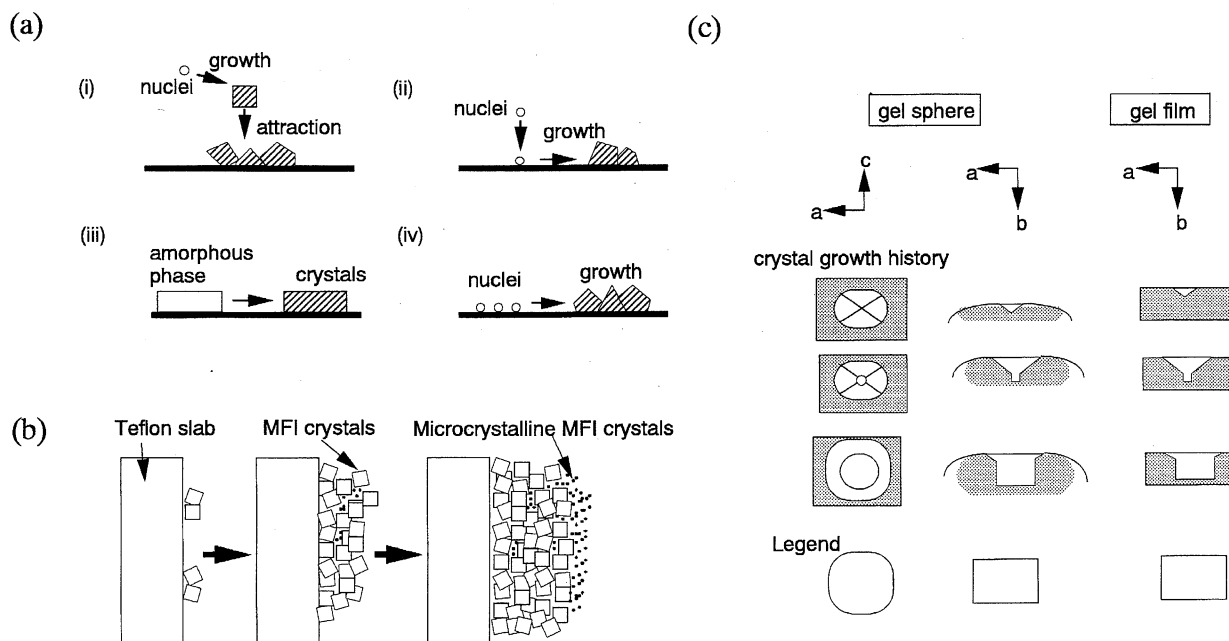 (a)
(i)
nuclei
growth
attraction
(ii)
nuclei
growth
(iii)
amorphous
phase
crystals
(iv)
nuclei
growth
(b)
Teflon slab
MFI crystals
Microcrystalline MFI crystals
(c)
gel sphere
gel film
c
a
a
b
a
b
crystal growth history
Legend